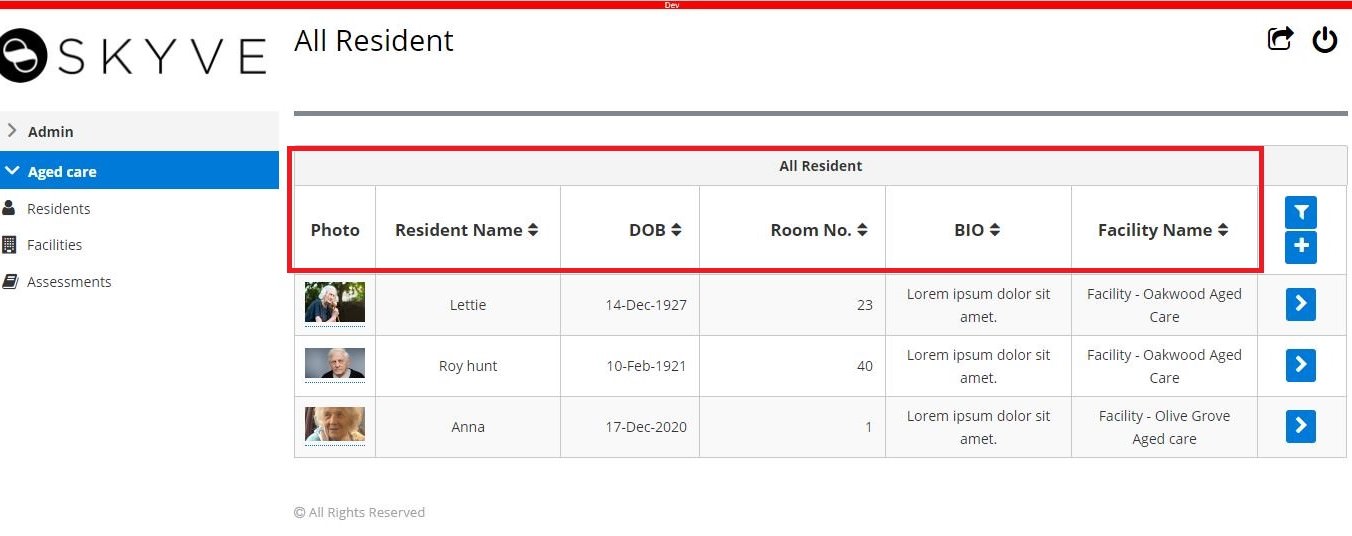 Dev
SKYVE
All Resident
Admin
Aged care
Residents
Facilities
Assessments
All Resident
Photo Resident Name DOB Room No. BIO Facility Name
Lettie 14-Dec-1927 23 Lorem ipsum dolor sit amet. Facility - Oakwood Aged Care
Roy hunt 10-Feb-1921 40 Lorem ipsum dolor sit amet. Facility - Oakwood Aged Care
Anna 17-Dec-2020 1 Lorem ipsum dolor sit amet. Facility - Olive Grove Aged care
© All Rights Reserved